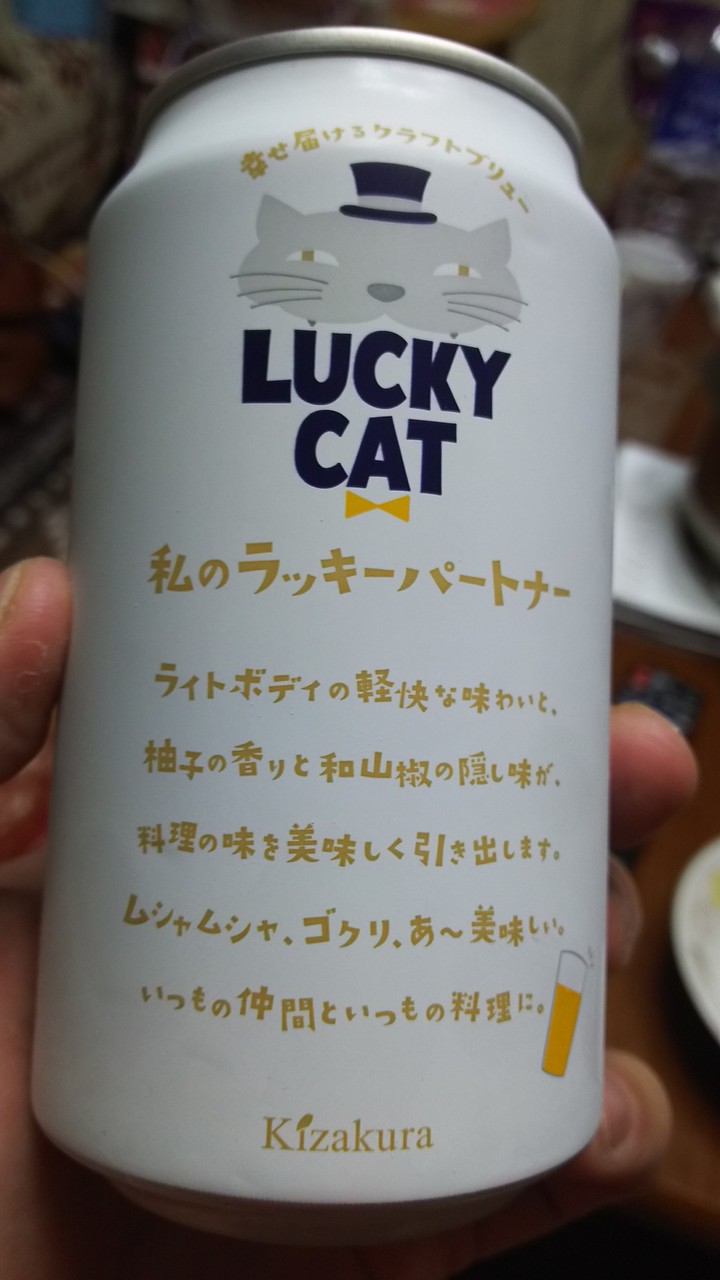 幸せ届けるクラフトブリュー
LUCKY
CAT
私のラッキーパートナー
ライトボディの軽快な味わいと、
柚子の香りと和山椒の隠し味が、
料理の味を美味しく引き出します。
ムシャムシャ、ゴクリ、あ〜美味しい。
いつもの仲間といつもの料理に。
Kizakura